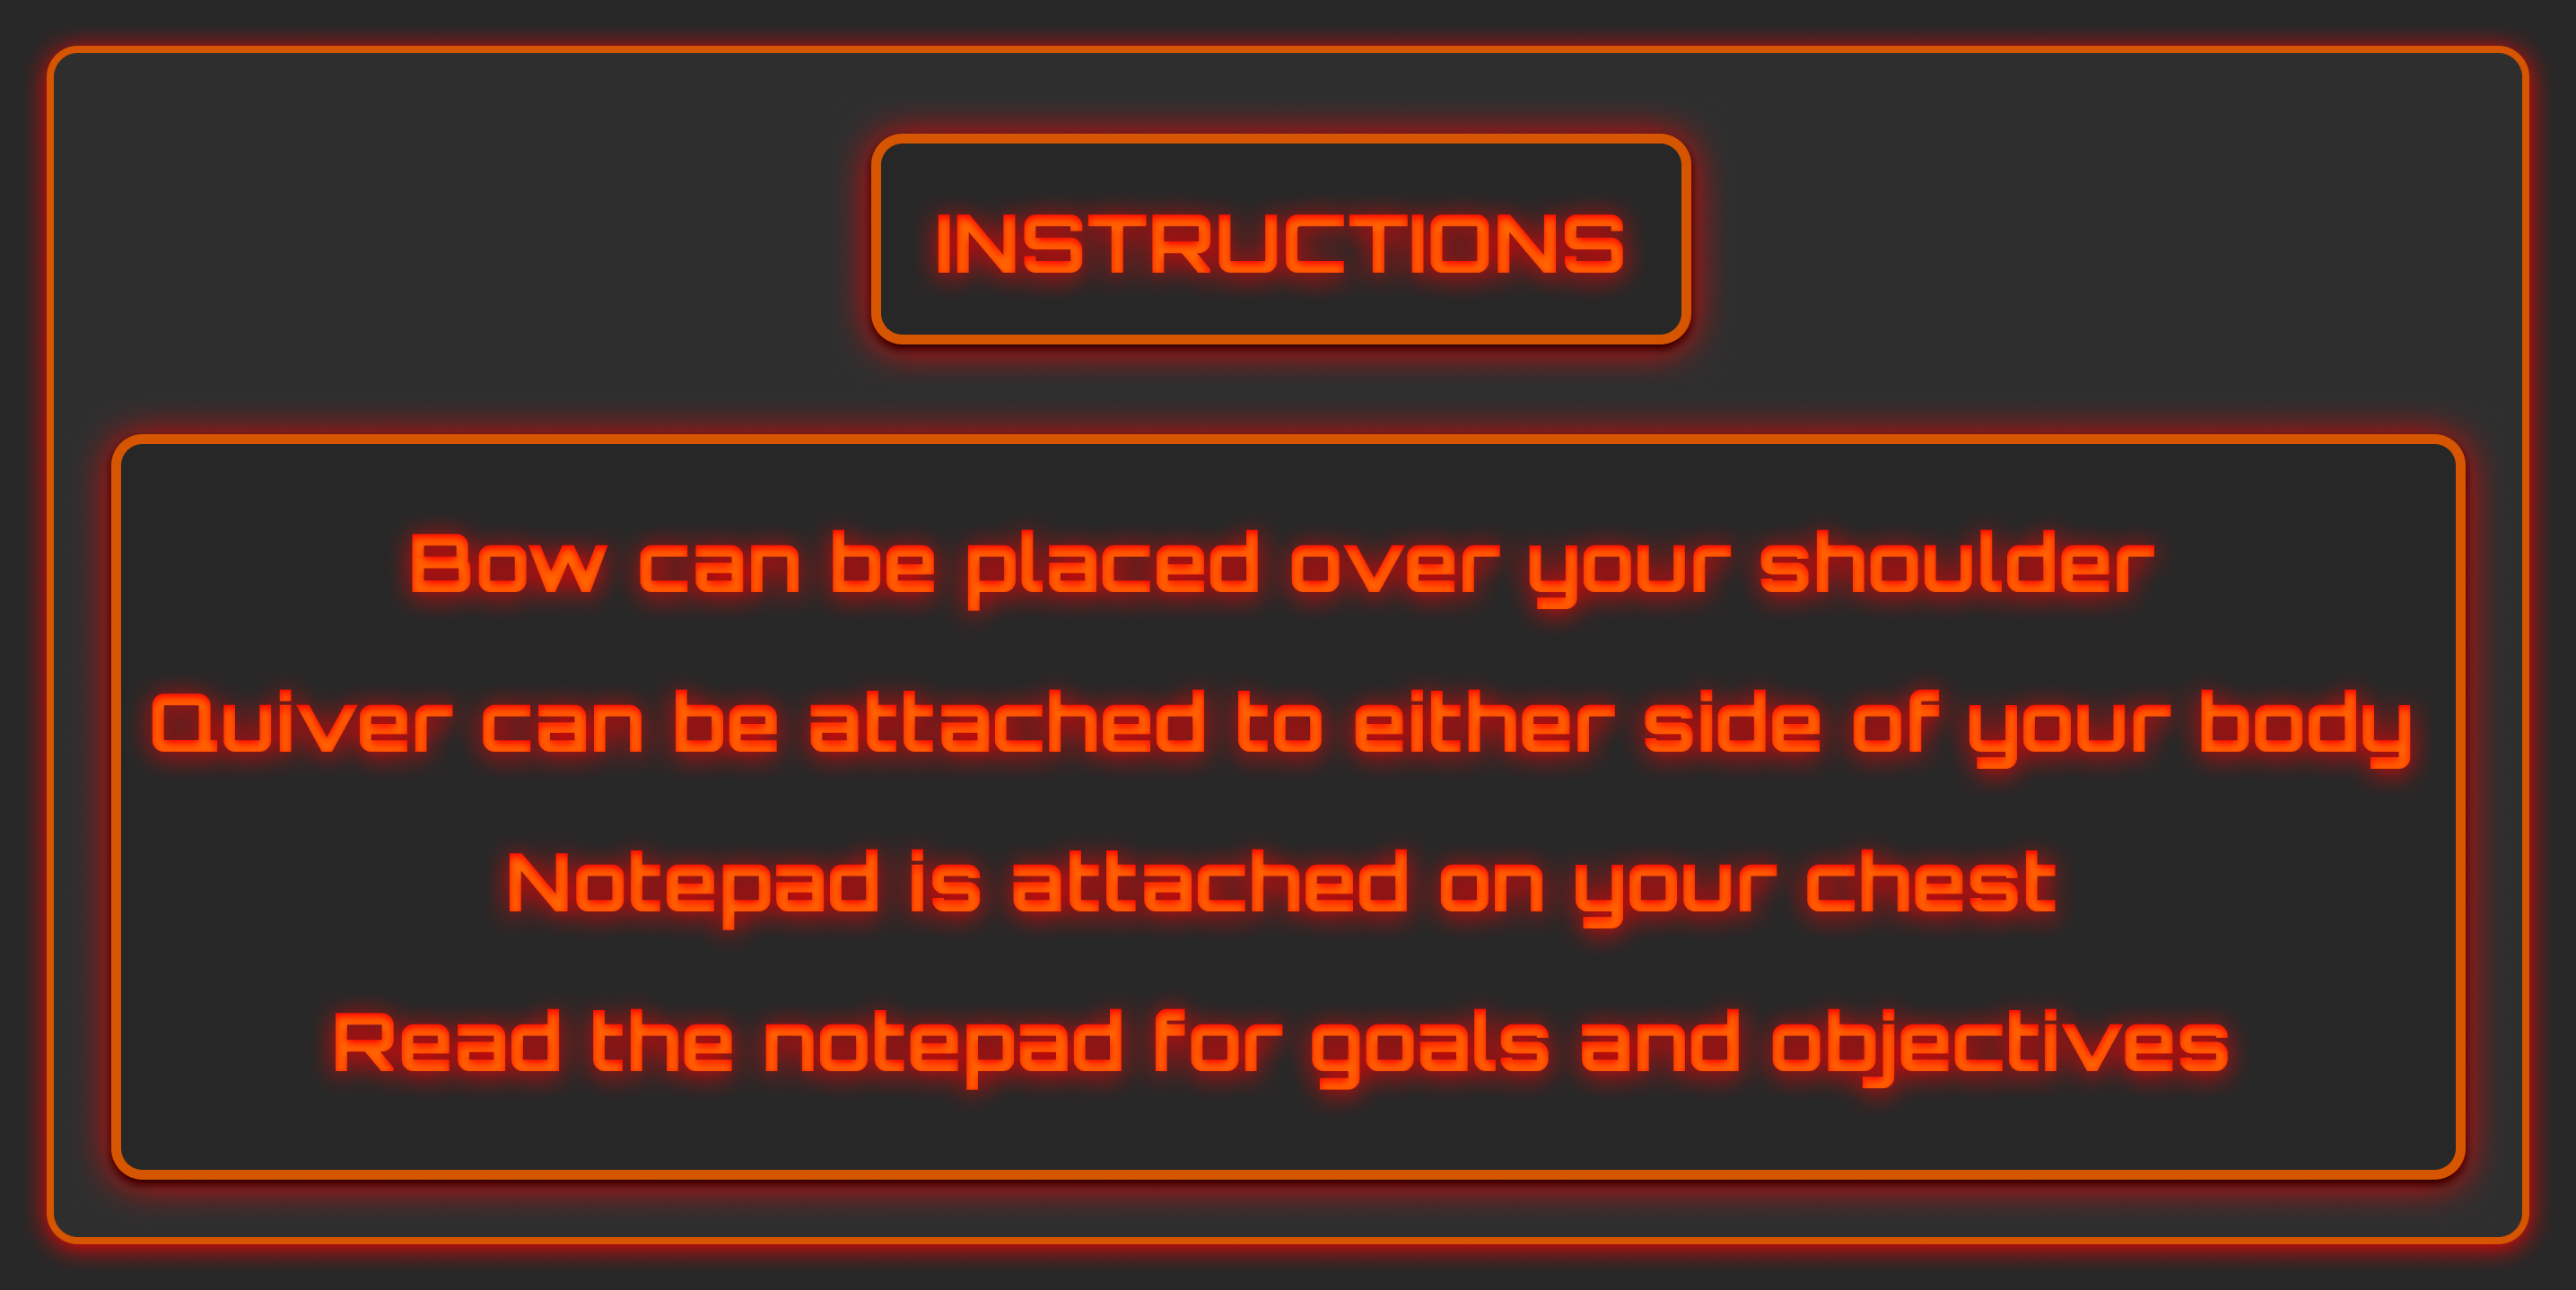 INSTRUCTIONS
Bow can be placed over your shoulder
Quiver can be attached to either side of your body
Notepad is attached on your chest
Read the notepad for goals and objectives